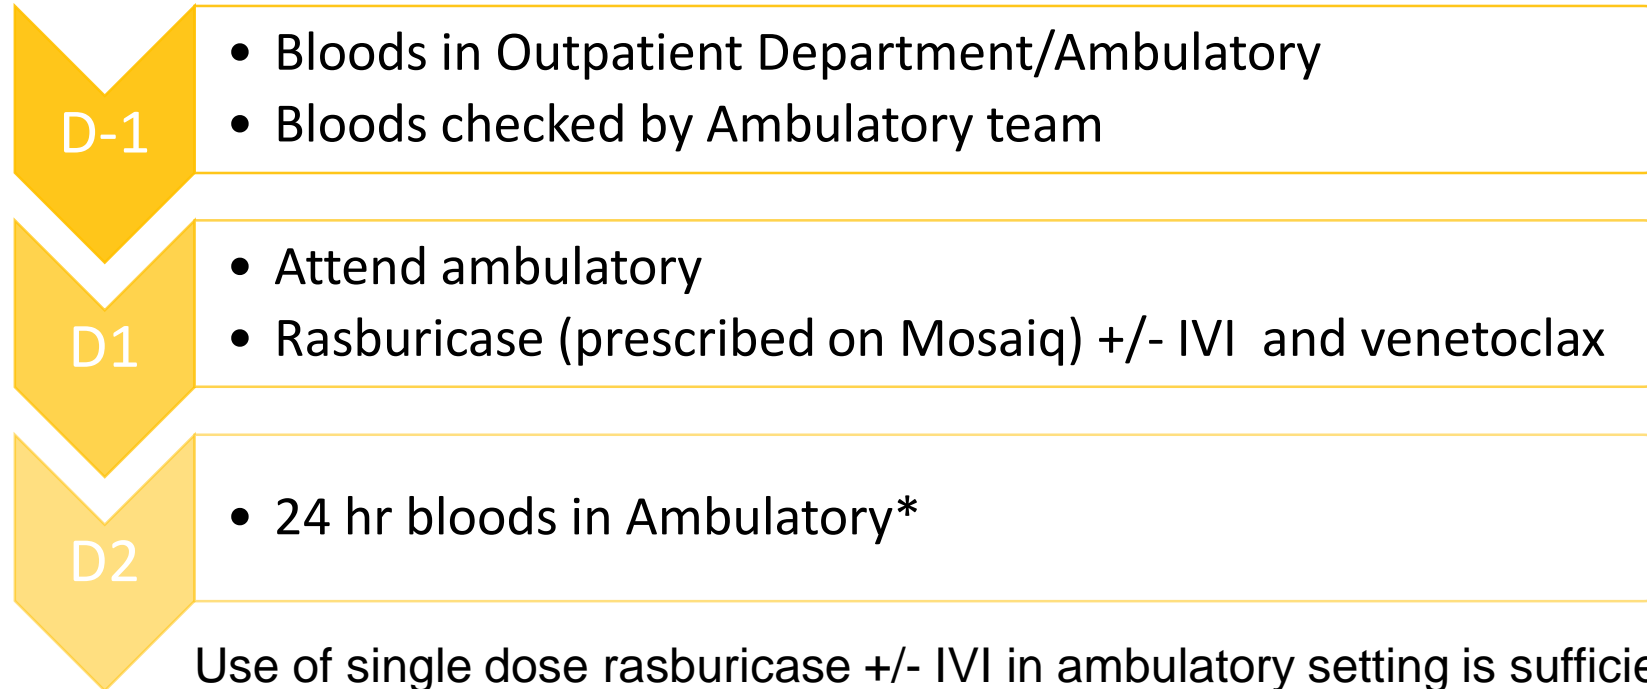 D-1
• Bloods in Outpatient Department/Ambulatory
• Bloods checked by Ambulatory team
D1
• Attend ambulatory
• Rasburicase (prescribed on Mosaiq) +/- IVI and venetoclax
D2
• 24 hr bloods in Ambulatory*
Use of single dose rasburicase +/- IVI in ambulatory setting is